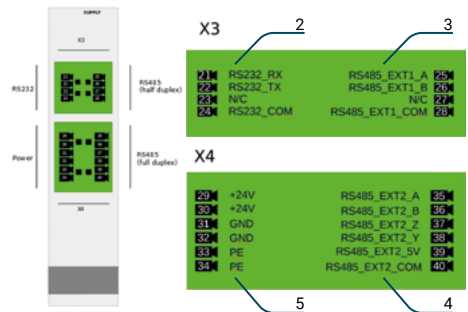 SUPPLY
X3
RS232
RS485
(half duplex)
Power
RS485
(full duplex)
X4
X3
2
3
21 RS232_RX
22 RS232_TX
23 N/C
24 RS232_COM
RS485_EXT1_A 25
RS485_EXT1_B 26
N/C 27
RS485_EXT1_COM 28
X4
29 +24V
30 +24V
31 GND
32 GND
33 PE
34 PE
RS485_EXT2_A 35
RS485_EXT2_B 36
RS485_EXT2_Z 37
RS485_EXT2_Y 38
RS485_EXT2_5V 39
RS485_EXT2_COM 40
5
4